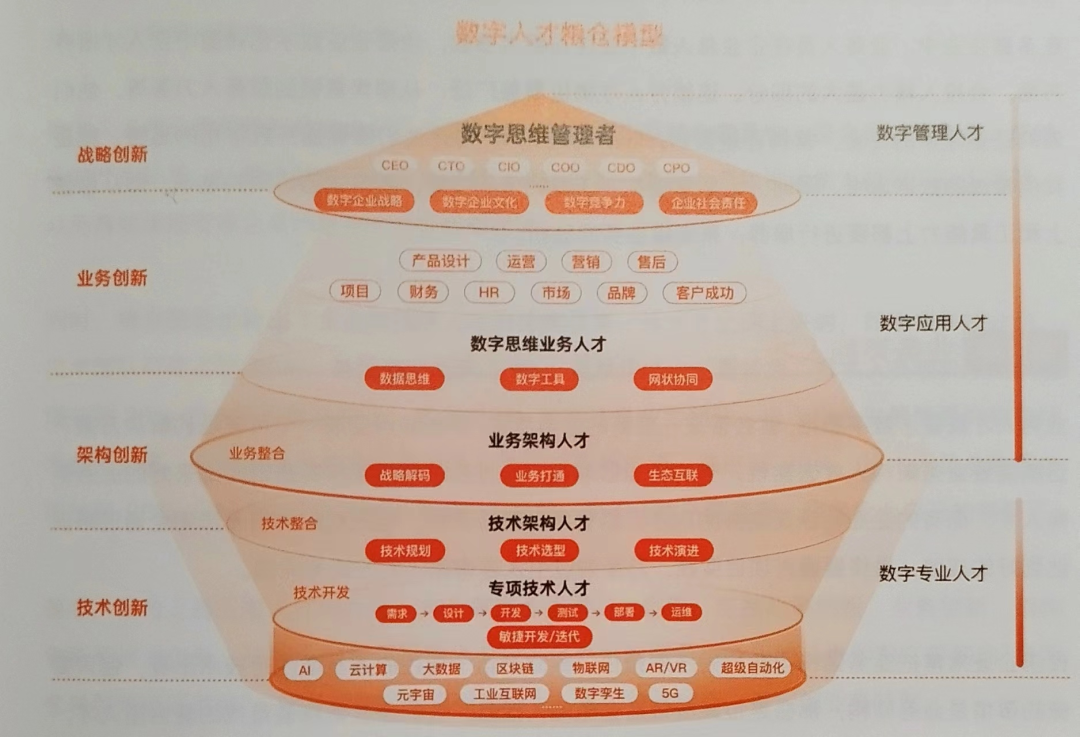 数字人才粮仓模型
数字思维管理者
数字管理人才
战略创新
CEO CTO CIO COO CDO CPO
......
数字企业战略 数字企业文化 数字竞争力 企业社会责任
产品设计 运营 营销 售后
业务创新
项目 财务 HR 市场 品牌 客户成功
数字应用人才
数字思维业务人才
数据思维 数字工具 网状协同
业务架构人才
架构创新 业务整合
战略解码 业务打通 生态互联
技术整合 技术架构人才
技术规划 技术选型 技术演进
数字专业人才
技术开发 专项技术人才
技术创新
需求→设计→开发→测试→部署→运维
敏捷开发/迭代
AI 云计算 大数据 区块链 物联网 AR/VR 超级自动化
元宇宙 工业互联网 数字孪生 5G
......